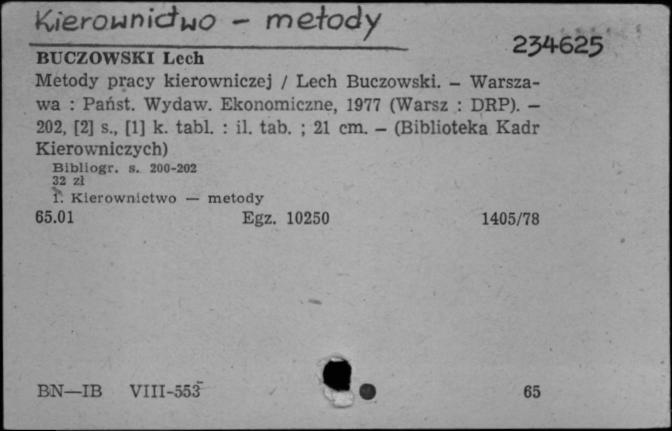 Kierownictwo - metody
234625
BUCZOWSKI Lech
Metody pracy kierowniczej / Lech Buczowski. — Warsza-
wa : Państ. Wydaw. Ekonomiczne, 1977 (Warsz : DRP). —
202, [2] s., [1] k. tabl. : il. tab. ; 21 cm. — (Biblioteka Kadr
Kierowniczych)
Bibliogr. s. 200-202
32 zł
1. Kierownictwo — metody
65.01 Egz. 10250 1405/78
BN—IB VIII-553 65